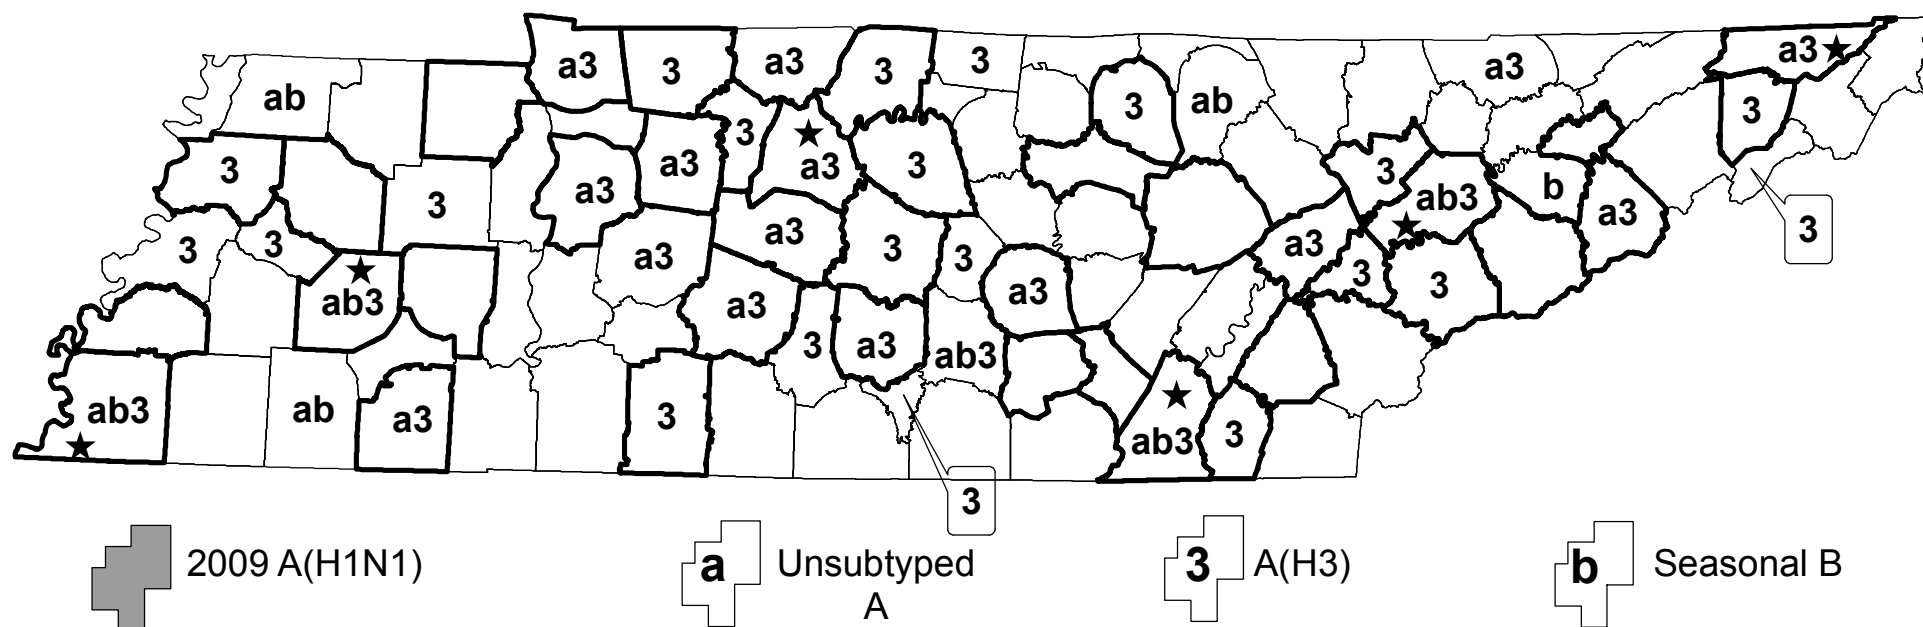 a3 3 a3 3 3 a3 a3
ab 3 ab 3
3 a3 a3 3 a3 3 3 ab3 b a3
3 3 3 a3 a3 3 3 a3 3 3 3
ab3 a3 3 a3 ab3 a3
ab3 ab a3 3 ab3 3
3
2009 A(H1N1)
a Unsubtyped
A
3 A(H3)
b Seasonal B